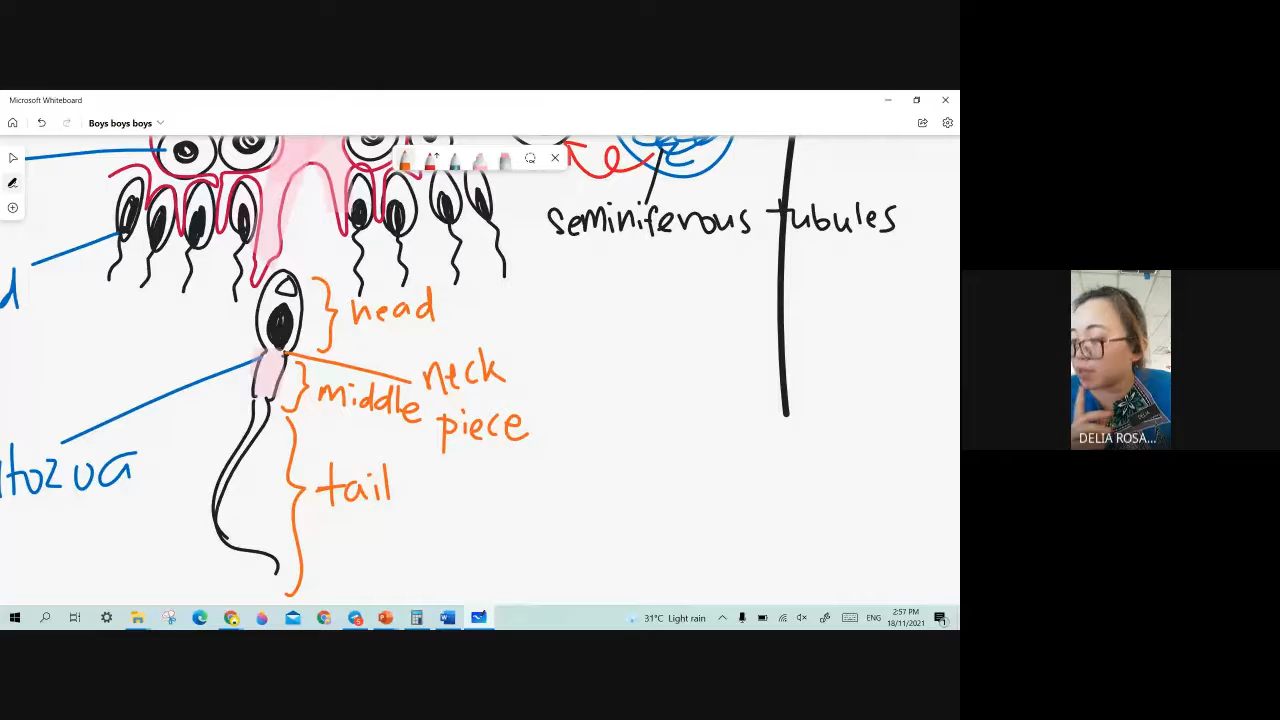 Microsoft Whiteboard
Boys boys boys
seminiferous tubules
d
head
neck
middle piece
tozoa
tail
DELIA ROSA...
DELIA
31°C Light rain
ENG
2:57 PM
18/11/2021